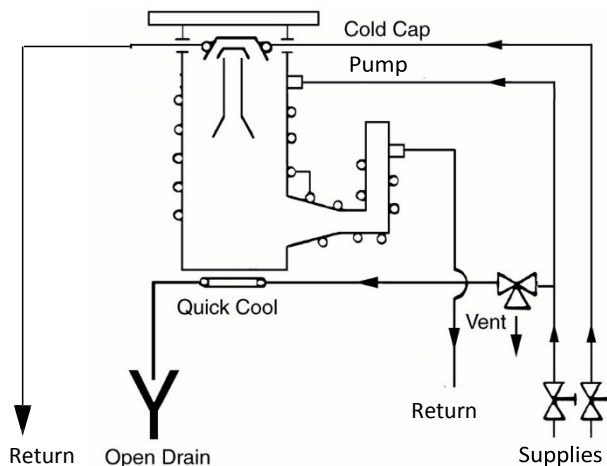 Cold Cap
Pump
Quick Cool
Vent
Return
Return
Open Drain
Supplies